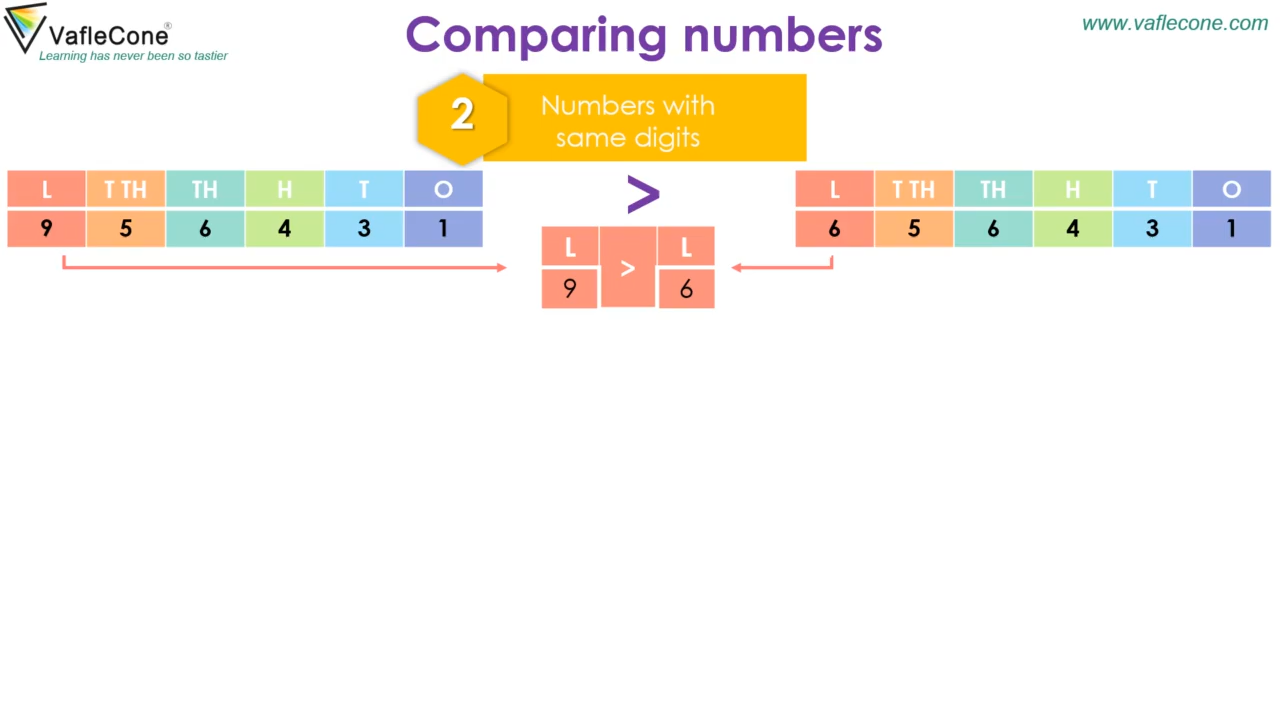 VafleCone®
Learning has never been so tastier
Comparing numbers
www.vaflecone.com
2
Numbers with
same digits
L T TH TH H T O
9 5 6 4 3 1
>
L T TH TH H T O
6 5 6 4 3 1
L > L
9 6